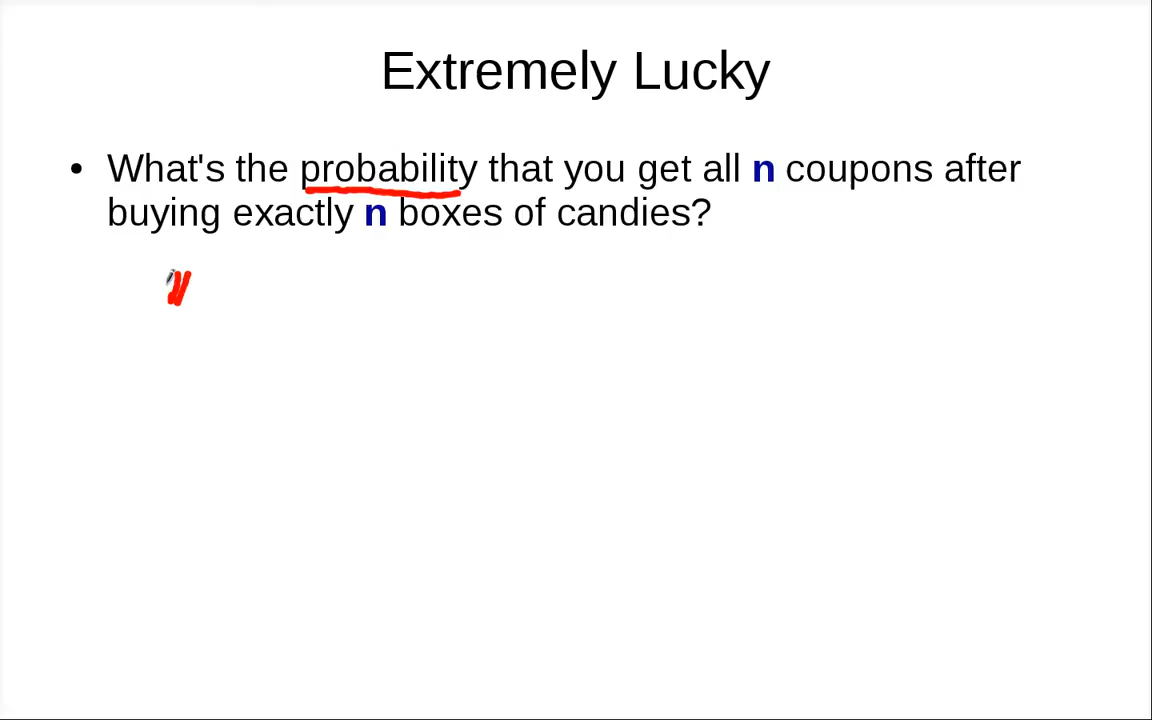 Extremely Lucky
• What's the probability that you get all n coupons after
buying exactly n boxes of candies?